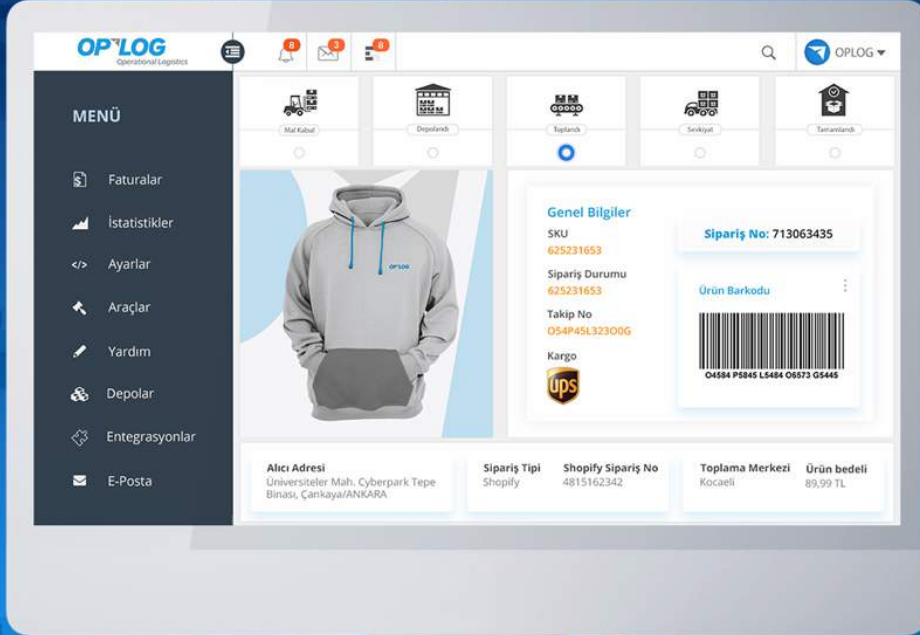 OPLOG
Operational Logistics
8
3
8
OPLOG
MENÜ
Faturalar
İstatistikler
Ayarlar
Araçlar
Yardım
Depolar
Entegrasyonlar
E-Posta
Mal Kabul
Depolandı
Toplandı
Sevkiyat
Tamamlandı
OPLOG
Genel Bilgiler
SKU
625231653
Sipariş Durumu
625231653
Takip No
O54P45L323O0G
Kargo
ups
Sipariş No: 713063435
Ürün Barkodu
O4584 P5845 L5484 O6573 G5445
Alıcı Adresi
Üniversiteler Mah. Cyberpark Tepe
Binası, Çankaya/ANKARA
Sipariş Tipi
Shopify
Shopify Sipariş No
4815162342
Toplama Merkezi
Kocaeli
Ürün bedeli
89,99 TL